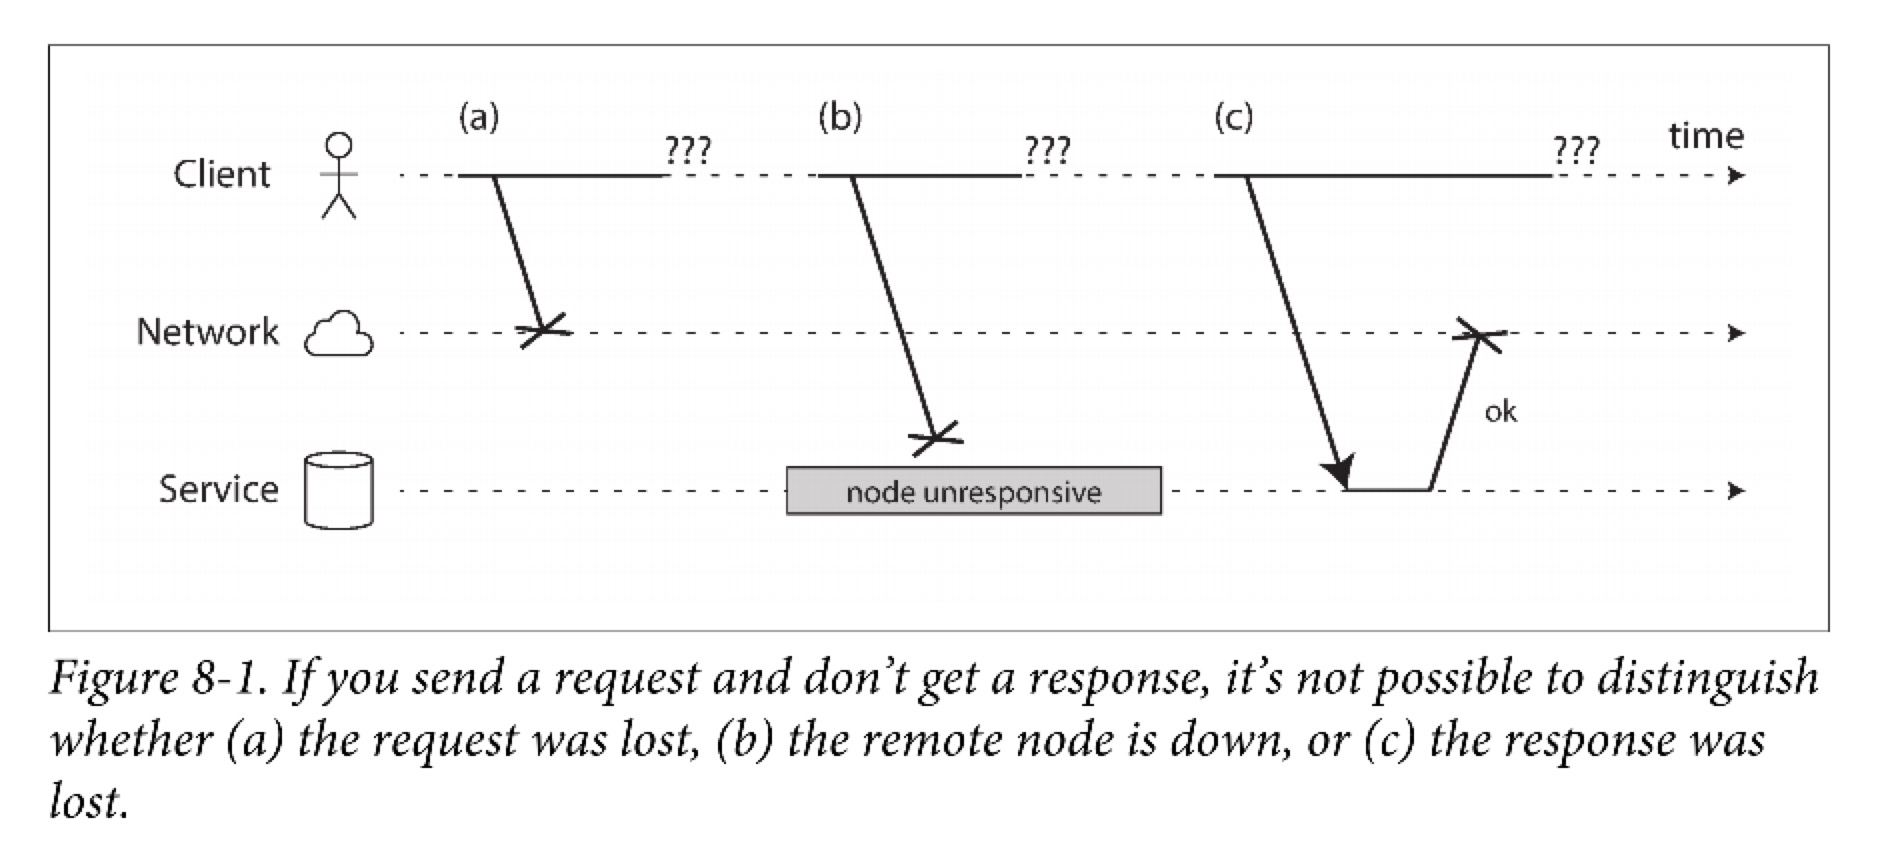 (a)
(b)
(c)
???
???
???
time
Client
Network
ok
Service
node unresponsive
Figure 8-1. If you send a request and don’t get a response, it’s not possible to distinguish
whether (a) the request was lost, (b) the remote node is down, or (c) the response was
lost.